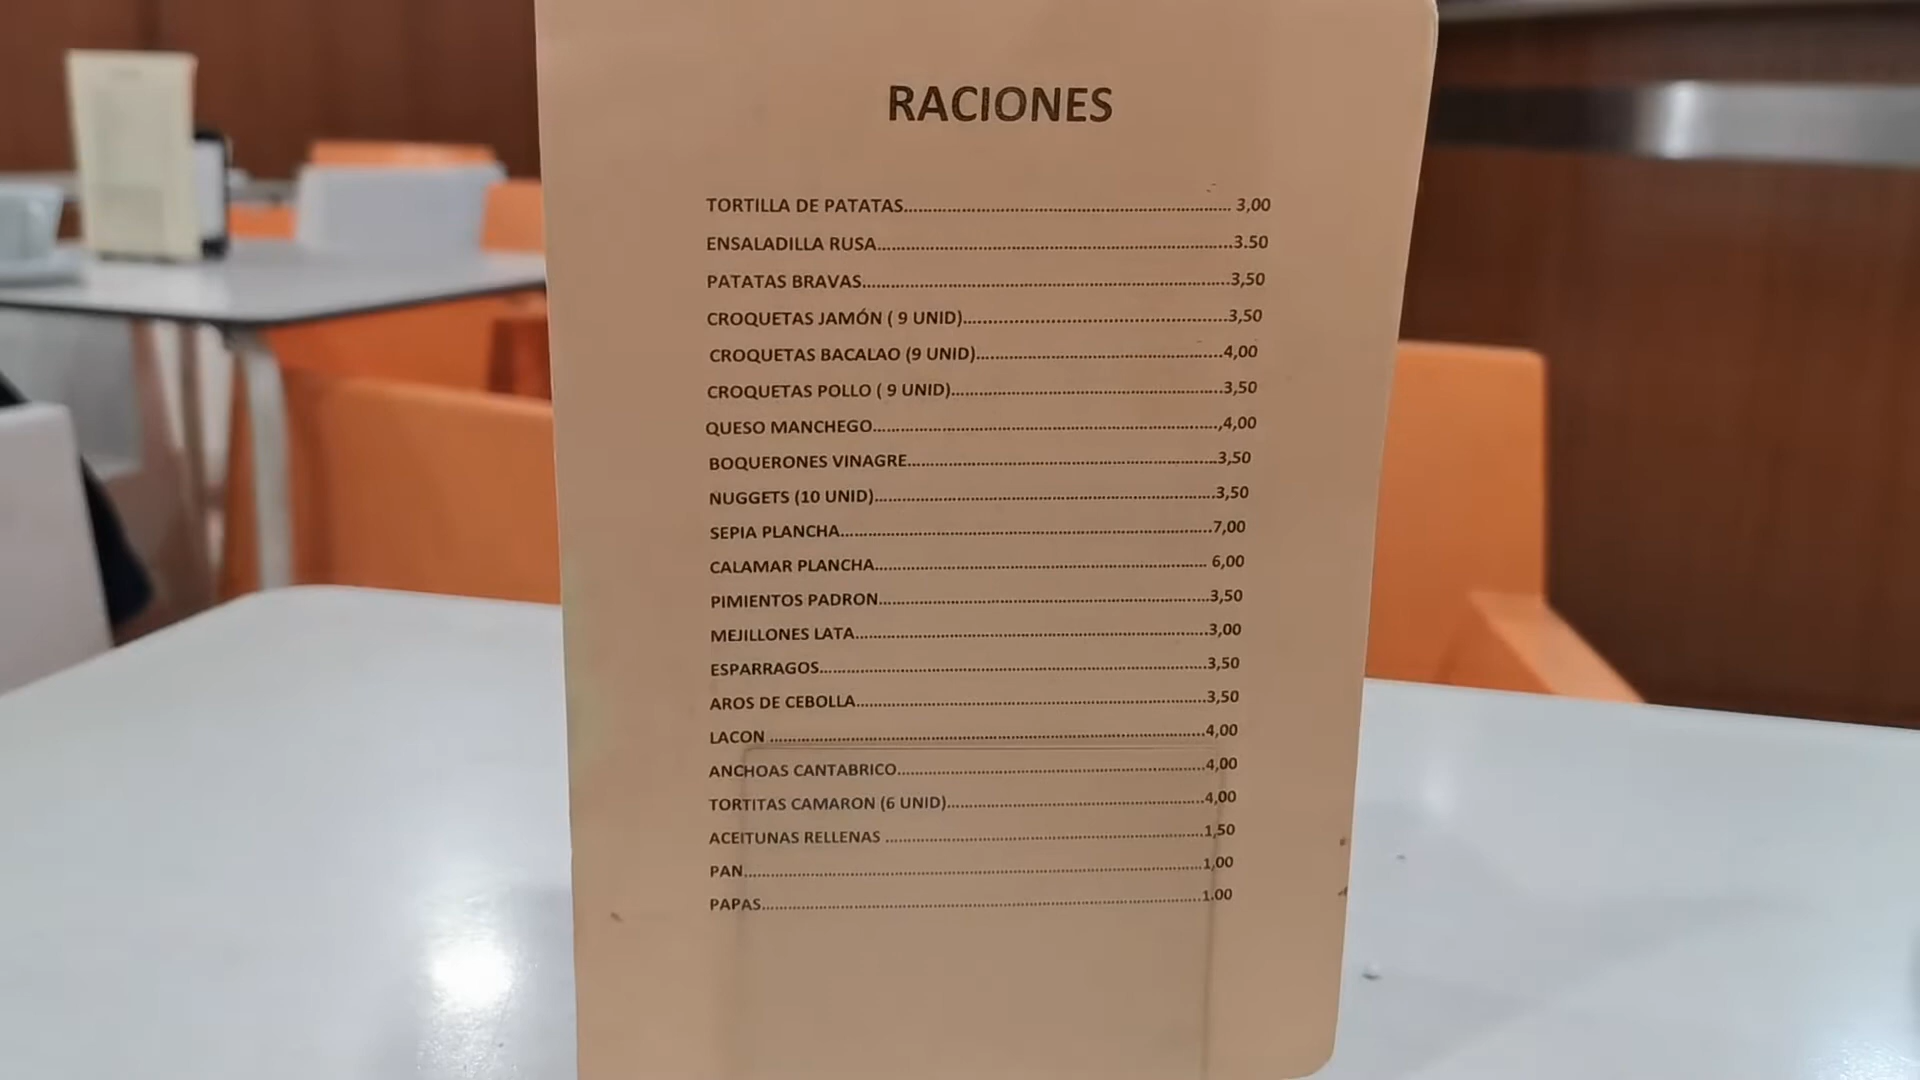 RACIONES
TORTILLA DE PATATAS........................................................................ 3,00
ENSALADILLA RUSA...............................................................................3.50
PATATAS BRAVAS..................................................................................3,50
CROQUETAS JAMÓN ( 9 UNID)...........................................................3,50
CROQUETAS BACALAO (9 UNID).......................................................4,00
CROQUETAS POLLO ( 9 UNID).............................................................3,50
QUESO MANCHEGO.............................................................................,4,00
BOQUERONES VINAGRE.....................................................................3,50
NUGGETS (10 UNID)............................................................................3,50
SEPIA PLANCHA...................................................................................7,00
CALAMAR PLANCHA.......................................................................... 6,00
PIMIENTOS PADRON..........................................................................3,50
MEJILLONES LATA...............................................................................3,00
ESPARRAGOS.......................................................................................3,50
AROS DE CEBOLLA..............................................................................3,50
LACON .................................................................................................4,00
ANCHOAS CANTABRICO.....................................................................4,00
TORTITAS CAMARON (6 UNID).........................................................4,00
ACEITUNAS RELLENAS .......................................................................1,50
PAN.......................................................................................................1,00
PAPAS...................................................................................................1.00